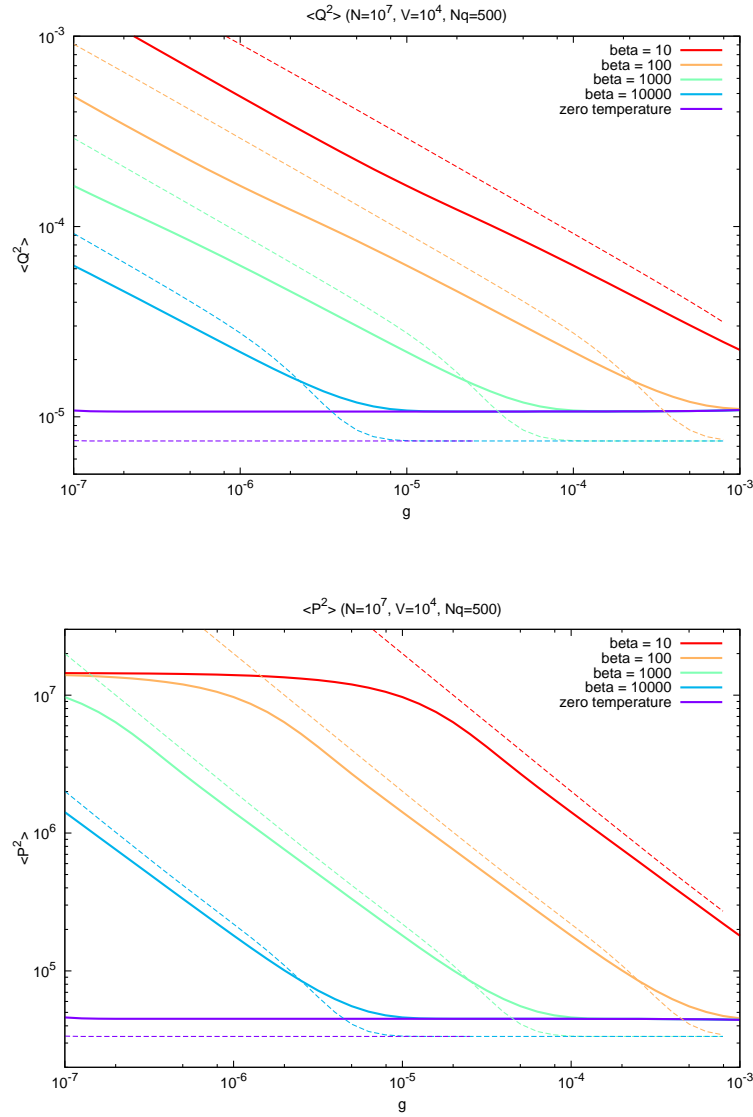 <Q²> (N=10⁷, V=10⁴, Nq=500)
10⁻³
beta = 10
beta = 100
beta = 1000
beta = 10000
zero temperature
10⁻⁴
<Q²>
10⁻⁵
10⁻⁷ 10⁻⁶ 10⁻⁵ 10⁻⁴ 10⁻³
g
<P²> (N=10⁷, V=10⁴, Nq=500)
beta = 10
beta = 100
beta = 1000
beta = 10000
zero temperature
10⁷
10⁶
<P²>
10⁵
10⁻⁷ 10⁻⁶ 10⁻⁵ 10⁻⁴ 10⁻³
g